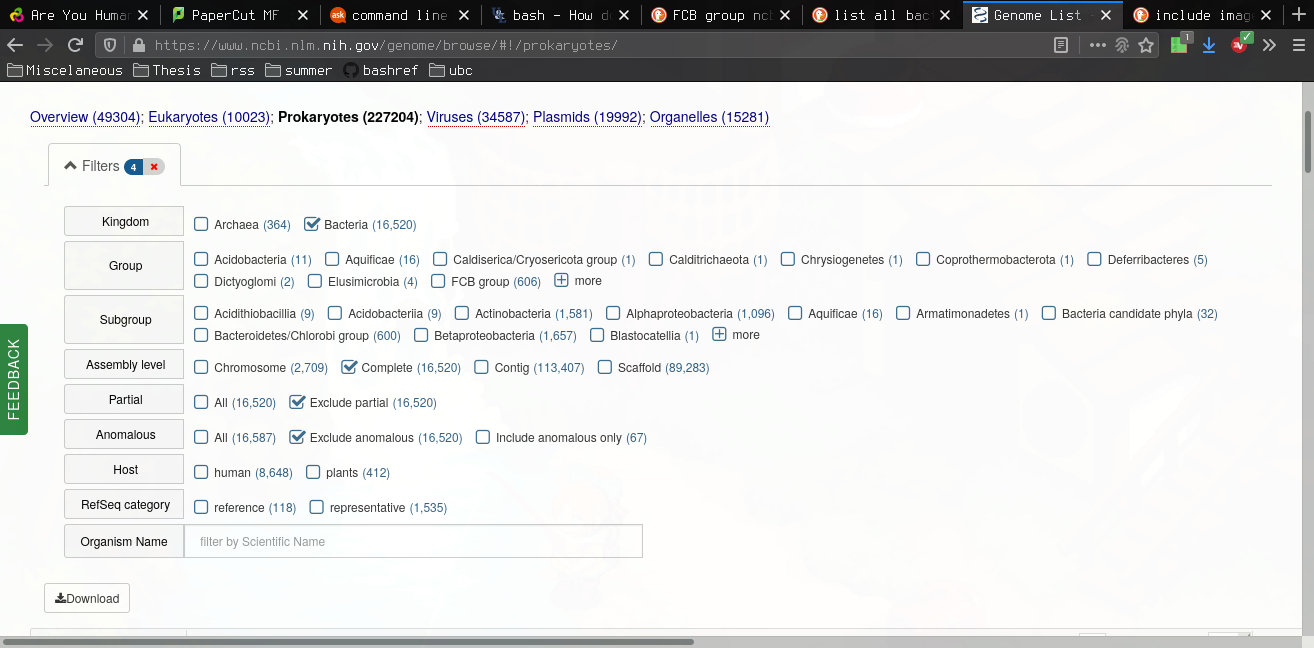 Are You Huma PaperCut MF ask command line bash – How d FCB group nc list all bac Genome List include imag
https://www.ncbi.nlm.nih.gov/genome/browse/#!/prokaryotes/ 1
Miscelaneous Thesis rss summer bashref ubc
Overview (49304); Eukaryotes (10023); Prokaryotes (227204); Viruses (34587); Plasmids (19992); Organelles (15281)
Filters 4
Kingdom Archaea (364) Bacteria (16,520)
Group Acidobacteria (11) Aquificae (16) Caldiserica/Cryosericota group (1) Calditrichaeota (1) Chrysiogenetes (1) Coprothermobacterota (1) Deferribacteres (5)
Dictyoglomi (2) Elusimicrobia (4) FCB group (606) more
Subgroup Acidithiobacillia (9) Acidobacteriia (9) Actinobacteria (1,581) Alphaproteobacteria (1,096) Aquificae (16) Armatimonadetes (1) Bacteria candidate phyla (32)
Bacteroidetes/Chlorobi group (600) Betaproteobacteria (1,657) Blastocatellia (1) more
Assembly level Chromosome (2,709) Complete (16,520) Contig (113,407) Scaffold (89,283)
Partial All (16,520) Exclude partial (16,520)
Anomalous All (16,587) Exclude anomalous (16,520) Include anomalous only (67)
Host human (8,648) plants (412)
RefSeq category reference (118) representative (1,535)
Organism Name filter by Scientific Name
Download
FEEDBACK